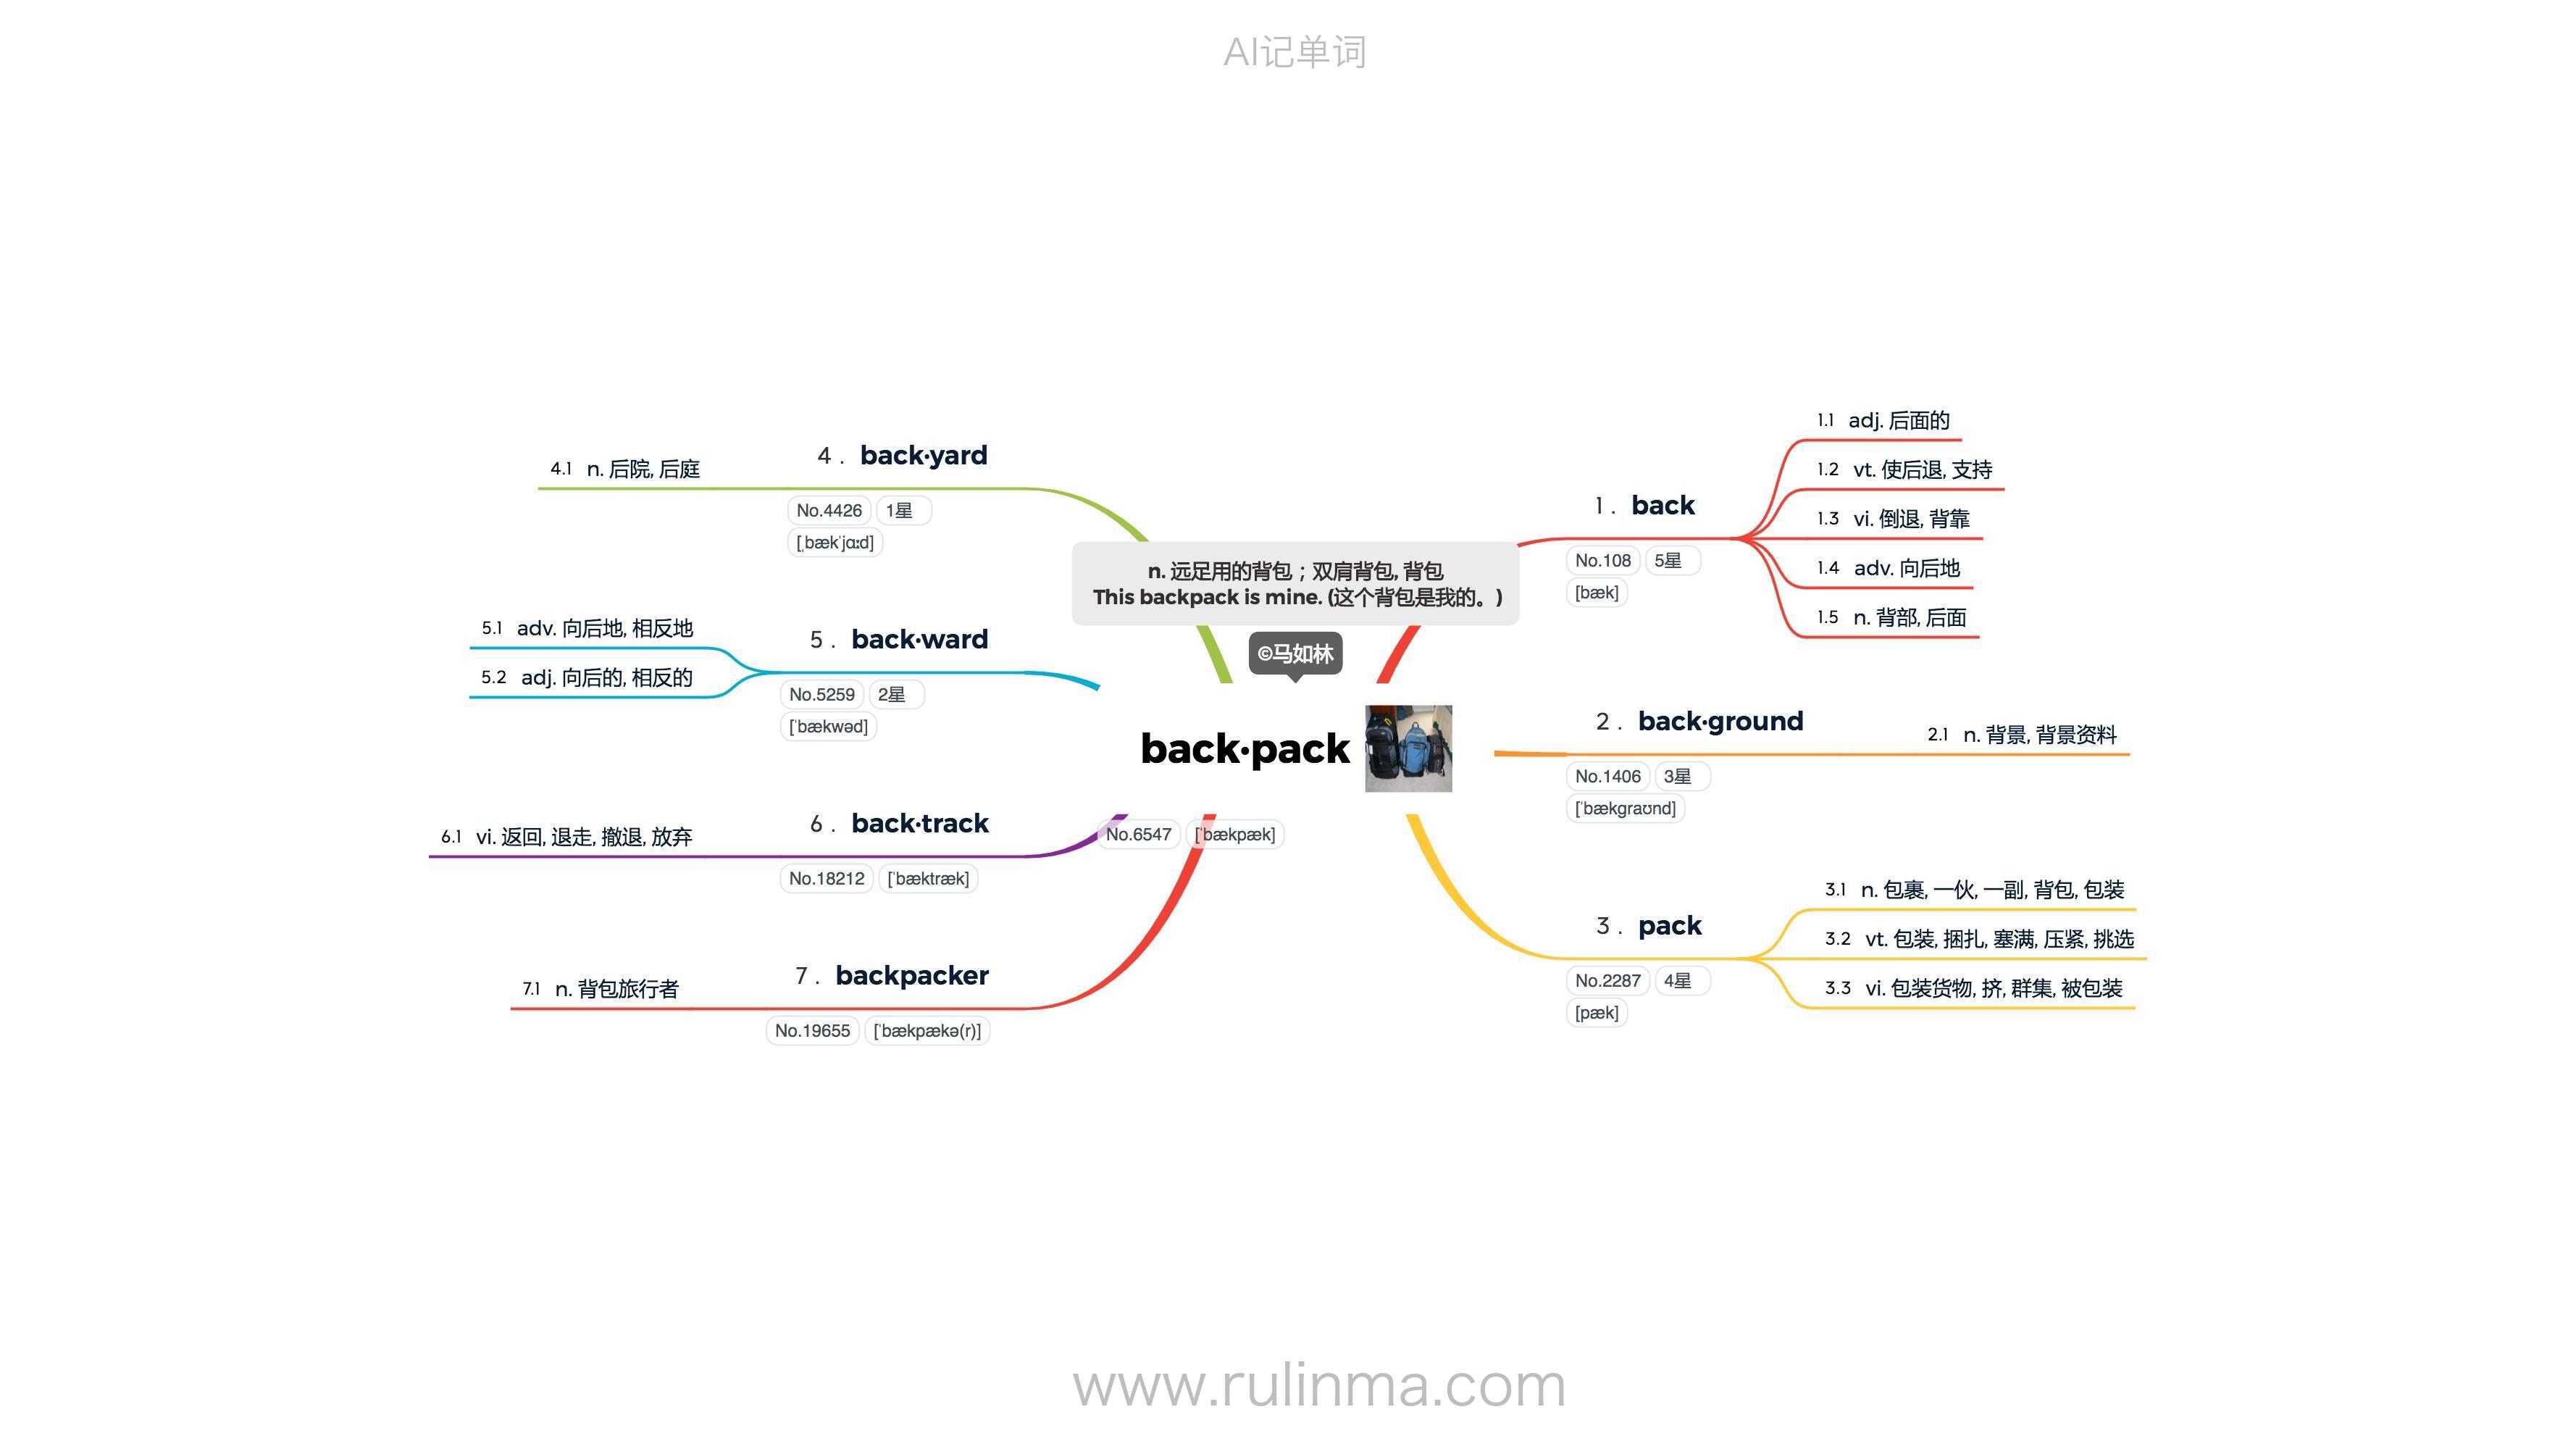 AI记单词
n. 远足用的背包；双肩背包, 背包
This backpack is mine. (这个背包是我的。)
©马如林
back·pack
No.6547 [ˈbækpæk]
1. back
No.108 5星
[bæk]
1.1 adj. 后面的
1.2 vt. 使后退, 支持
1.3 vi. 倒退, 背靠
1.4 adv. 向后地
1.5 n. 背部, 后面
2. back·ground
No.1406 3星
[ˈbækɡraʊnd]
2.1 n. 背景, 背景资料
3. pack
No.2287 4星
[pæk]
3.1 n. 包裹, 一伙, 一副, 背包, 包装
3.2 vt. 包装, 捆扎, 塞满, 压紧, 挑选
3.3 vi. 包装货物, 挤, 群集, 被包装
4. back·yard
No.4426 1星
[ˌbækˈjɑːd]
4.1 n. 后院, 后庭
5. back·ward
No.5259 2星
[ˈbækwəd]
5.1 adv. 向后地, 相反地
5.2 adj. 向后的, 相反的
6. back·track
No.18212 [ˈbæktræk]
6.1 vi. 返回, 退走, 撤退, 放弃
7. backpacker
No.19655 [ˈbækpækə(r)]
7.1 n. 背包旅行者
www.rulinma.com